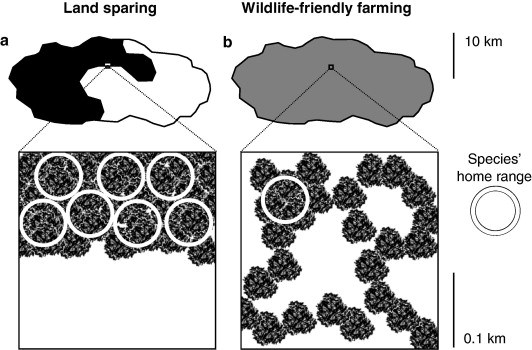 Land sparing
Wildlife-friendly farming
a
b
10 km
Species'
home range
0.1 km